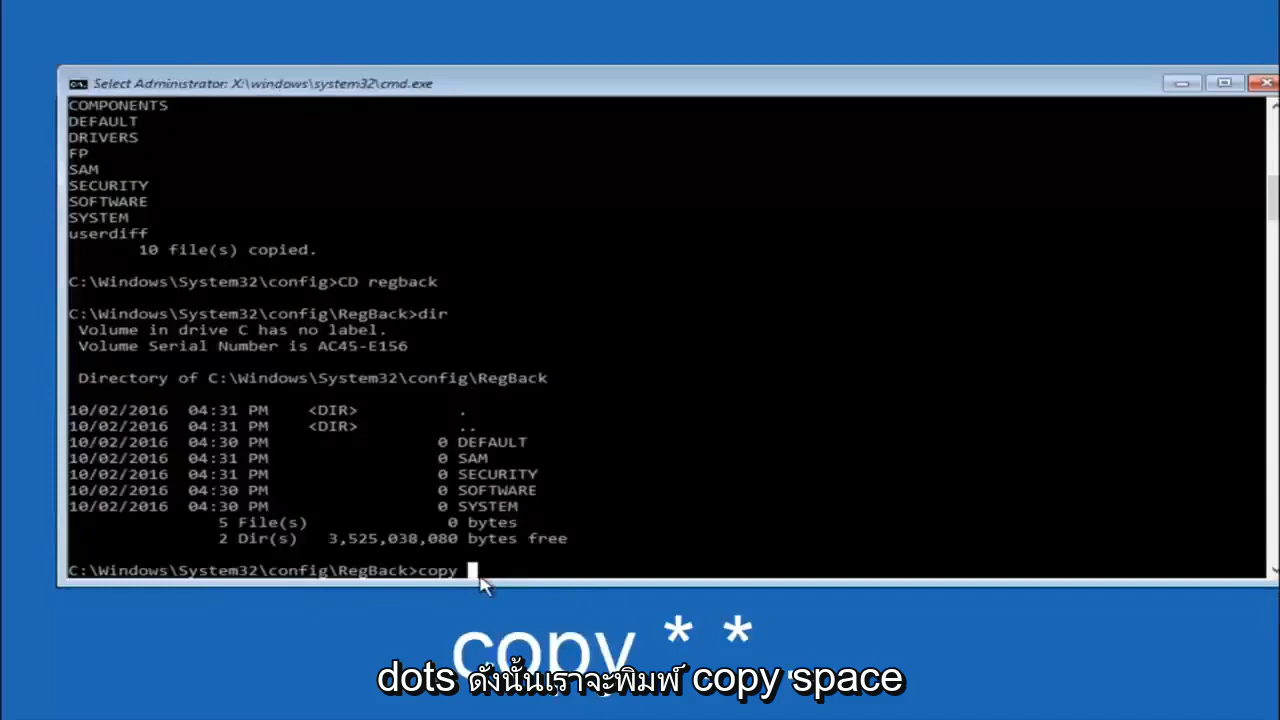 Select Administrator: X:\windows\system32\cmd.exe
COMPONENTS
DEFAULT
DRIVERS
FP
SAM
SECURITY
SOFTWARE
SYSTEM
userdiff
10 file(s) copied.
C:\Windows\System32\config>CD regback
C:\Windows\System32\config\RegBack>dir
Volume in drive C has no label.
Volume Serial Number is AC45-E156
Directory of C:\Windows\System32\config\RegBack
10/02/2016 04:31 PM <DIR> .
10/02/2016 04:31 PM <DIR> ..
10/02/2016 04:30 PM 0 DEFAULT
10/02/2016 04:31 PM 0 SAM
10/02/2016 04:31 PM 0 SECURITY
10/02/2016 04:30 PM 0 SOFTWARE
10/02/2016 04:30 PM 0 SYSTEM
5 File(s) 0 bytes
2 Dir(s) 3,525,038,080 bytes free
C:\Windows\System32\config\RegBack>copy
copy * *
dots ดังนั้นเราจะพิมพ์ copy space